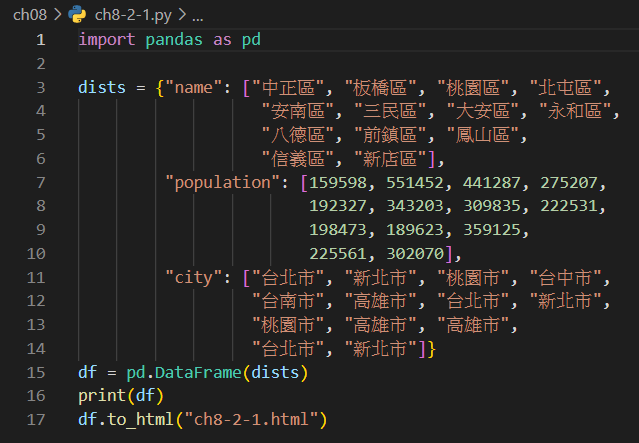 ch08 > ch8-2-1.py > ...
1 import pandas as pd
2
3 dists = {"name": ["中正區", "板橋區", "桃園區", "北屯區",
4 "安南區", "三民區", "大安區", "永和區",
5 "八德區", "前鎮區", "鳳山區",
6 "信義區", "新店區"],
7 "population": [159598, 551452, 441287, 275207,
8 192327, 343203, 309835, 222531,
9 198473, 189623, 359125,
10 225561, 302070],
11 "city": ["台北市", "新北市", "桃園市", "台中市",
12 "台南市", "高雄市", "台北市", "新北市",
13 "桃園市", "高雄市", "高雄市",
14 "台北市", "新北市"]}
15 df = pd.DataFrame(dists)
16 print(df)
17 df.to_html("ch8-2-1.html")